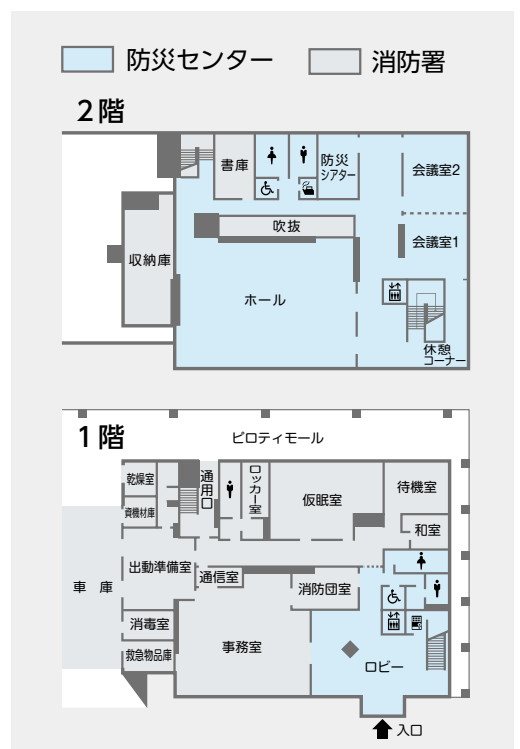 防災センター
消防署
2階
書庫
防災
シアター
会議室2
吹抜
会議室1
収納庫
ホール
休憩
コーナー
1階
ピロティモール
乾燥室
通用口
ロッカー室
仮眠室
待機室
資機材庫
和室
出動準備室
通信室
消防団室
車 庫
消毒室
事務室
救急物品庫
ロビー
入口